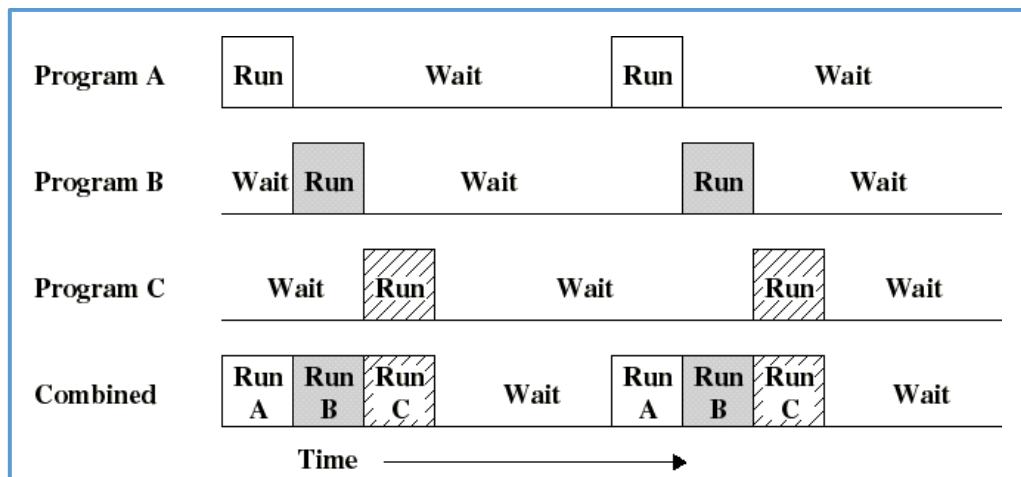 Program A Run Wait Run Wait
Program B Wait Run Wait Run Wait
Program C Wait Run Wait Run Wait
Combined Run A Run B Run C Wait Run A Run B Run C Wait
Time